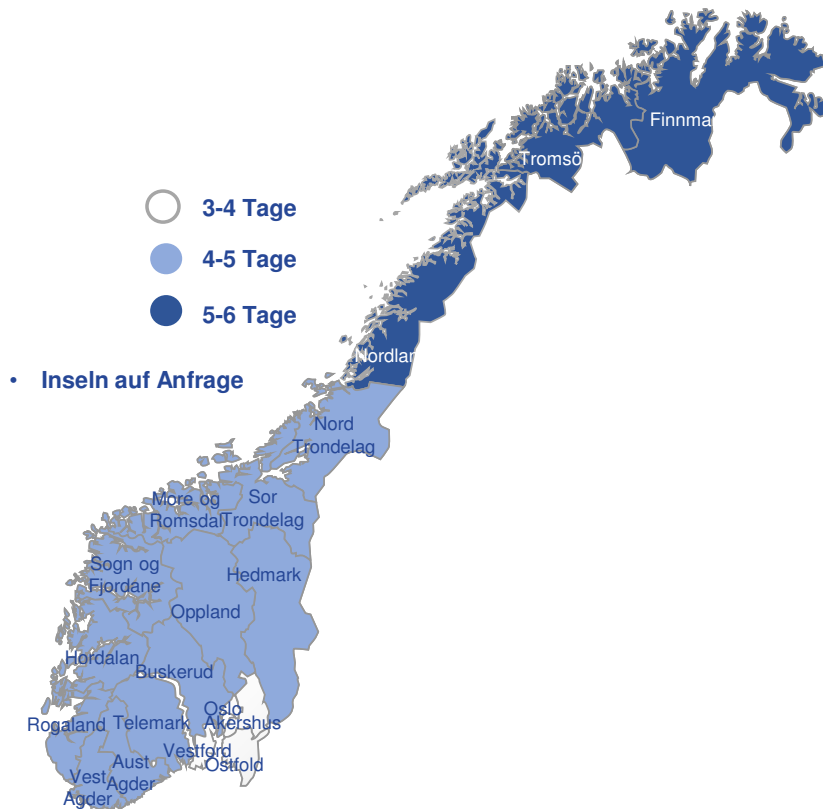 Finnma
Tromsö
3-4 Tage
4-5 Tage
5-6 Tage
Nordlan
• Inseln auf Anfrage
Nord
Trondelag
More og
Romsdal
Sor
Trondelag
Sogn og
Fjordane
Hedmark
Oppland
Hordalan
Buskerud
Oslo
Akershus
Rogaland
Telemark
Vestford
Ostfold
Aust
Agder
Vest
Agder